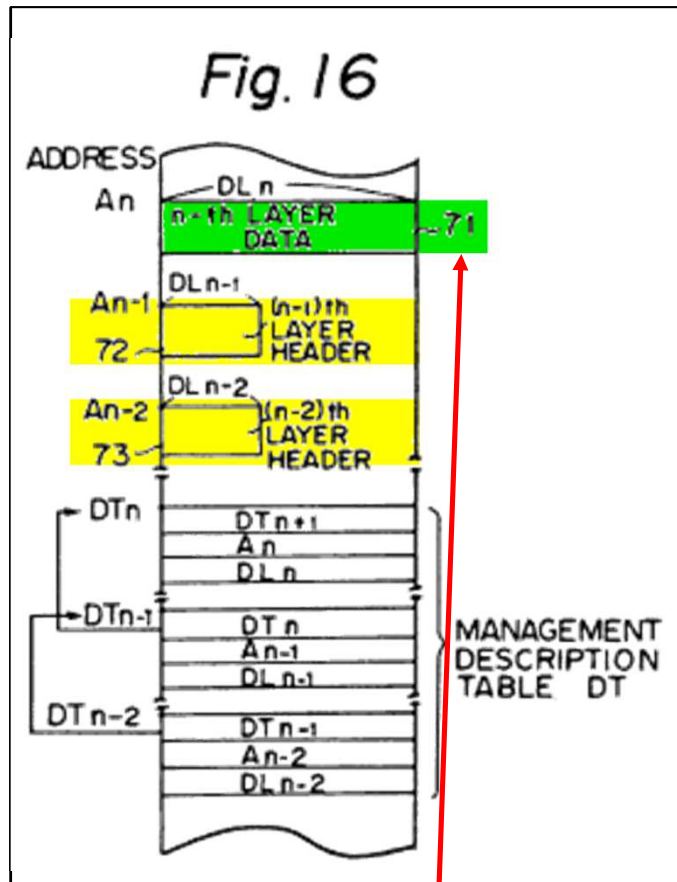 Fig. 16
ADDRESS
An
DLn
n-th LAYER
DATA
71
DLn-1
An-1
(n-1)th
LAYER
HEADER
72
DLn-2
An-2
(n-2)th
LAYER
HEADER
73
DTn
DTn+1
An
DLn
DTn-1
DTn
An-1
DLn-1
MANAGEMENT
DESCRIPTION
TABLE DT
DTn-2
DTn-1
An-2
DLn-2